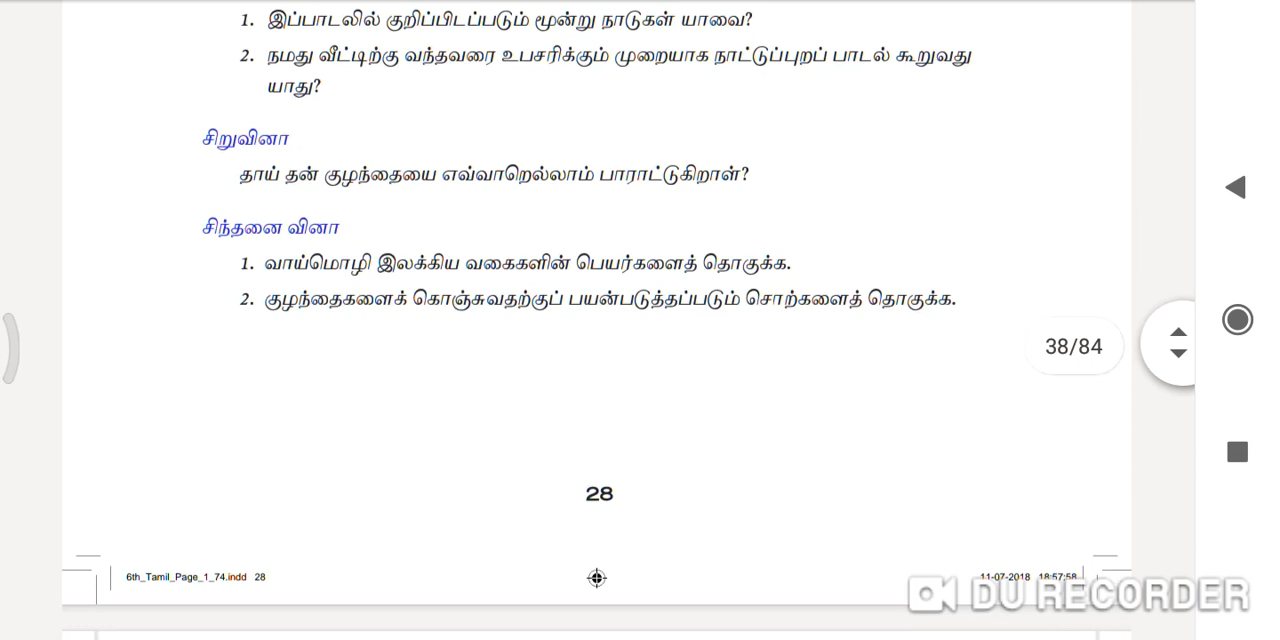 1. இப்பாடலில் குறிப்பிடப்படும் மூன்று நாடுகள் யாவை?
2. நமது வீட்டிற்கு வந்தவரை உபசரிக்கும் முறையாக நாட்டுப்புறப் பாடல் கூறுவது
யாது?
சிறுவினா
தாய் தன் குழந்தையை எவ்வாறெல்லாம் பாராட்டுகிறாள்?
சிந்தனை வினா
1. வாய்மொழி இலக்கிய வகைகளின் பெயர்களைத் தொகுக்க.
2. குழந்தைகளைக் கொஞ்சுவதற்குப் பயன்படுத்தப்படும் சொற்களைத் தொகுக்க.
38/84
28
6th_Tamil_Page_1_74.indd 28
11-07-2018 18:57:58
DU RECORDER